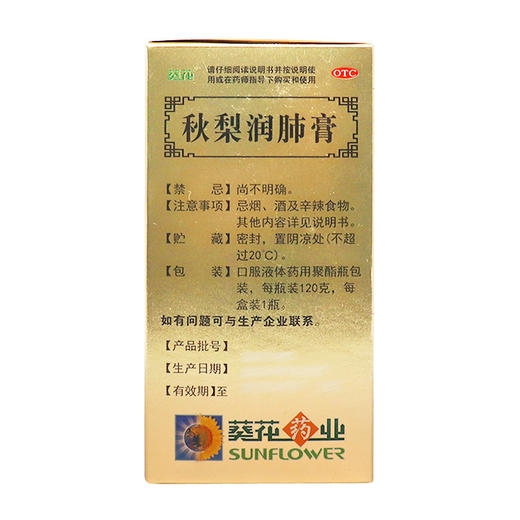 葵花
请仔细阅读说明书并按说明使
用或在药师指导下购买和使用
OTC
秋梨润肺膏
【禁 忌】尚不明确。
【注意事项】忌烟、酒及辛辣食物。
其他内容详见说明书。
【贮 藏】密封，置阴凉处(不超
过20℃)。
【包 装】口服液体药用聚酯瓶包
装，每瓶装120克，每
盒装1瓶。
如有问题可与生产企业联系。
【产品批号】
【生产日期】
【有效期】至
葵花药业
SUNFLOWER